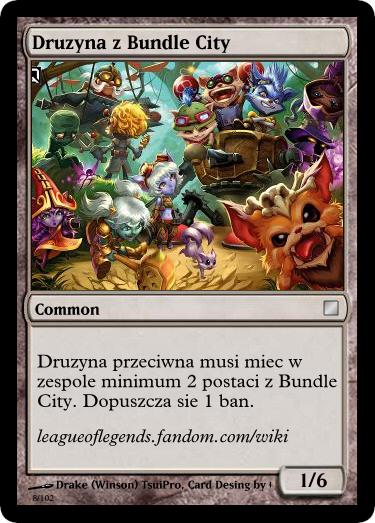 Druzyna z Bundle City
Common
Druzyna przeciwna musi miec w
zespole minimum 2 postaci z Bundle
City. Dopuszcza sie 1 ban.
leagueoflegends.fandom.com/wiki
Drake (Winson) TsuiPro, Card Desing by
1/6
8/102